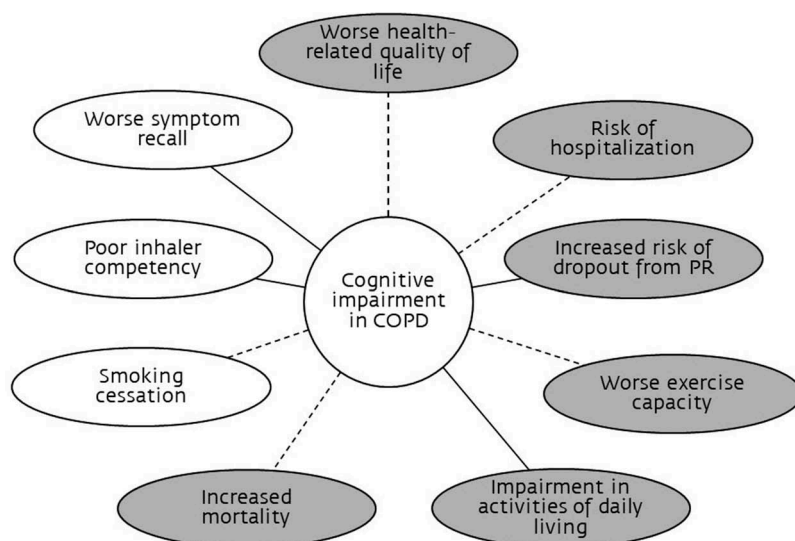 Worse health-
related quality of
life
Worse symptom
recall
Risk of
hospitalization
Poor inhaler
competency
Cognitive
impairment
in COPD
Increased risk of
dropout from PR
Smoking
cessation
Worse exercise
capacity
Increased
mortality
Impairment in
activities of daily
living